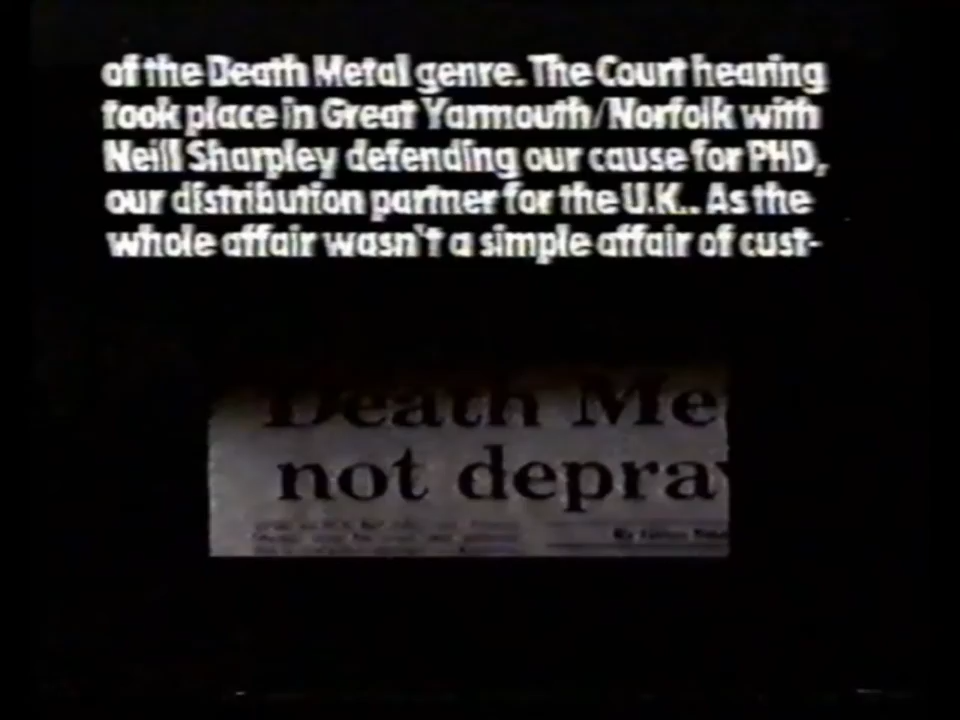 of the Death Metal genre. The Court hearing
took place in Great Yarmouth/Norfolk with
Neill Sharpley defending our cause for PHD,
our distribution partner for the U.K.. As the
whole affair wasn't a simple affair of cust-
Death Me
not deprav
By